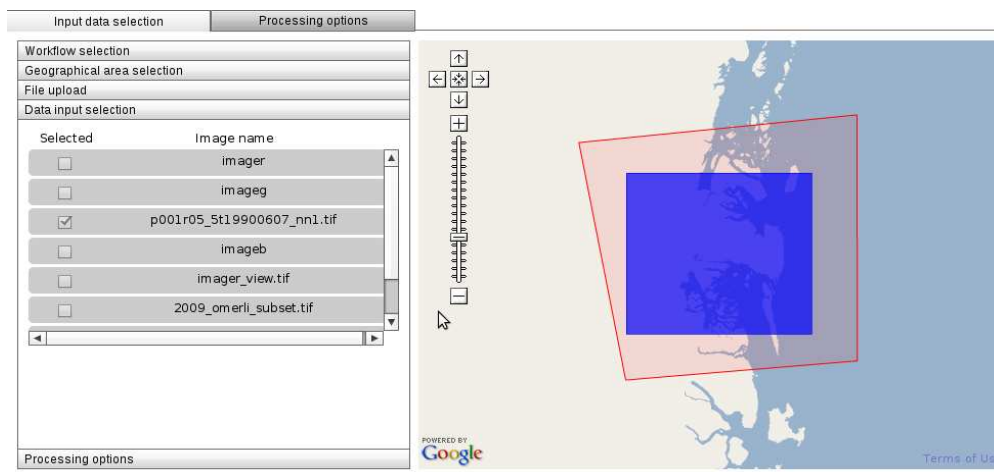 Input data selection
Processing options
Workflow selection
Geographical area selection
File upload
Data input selection
Selected Image name
imager
imageg
p001r05_5t19900607_nn1.tif
imageb
imager_view.tif
2009_omerli_subset.tif
Processing options
POWERED BY
Google
Terms of Us